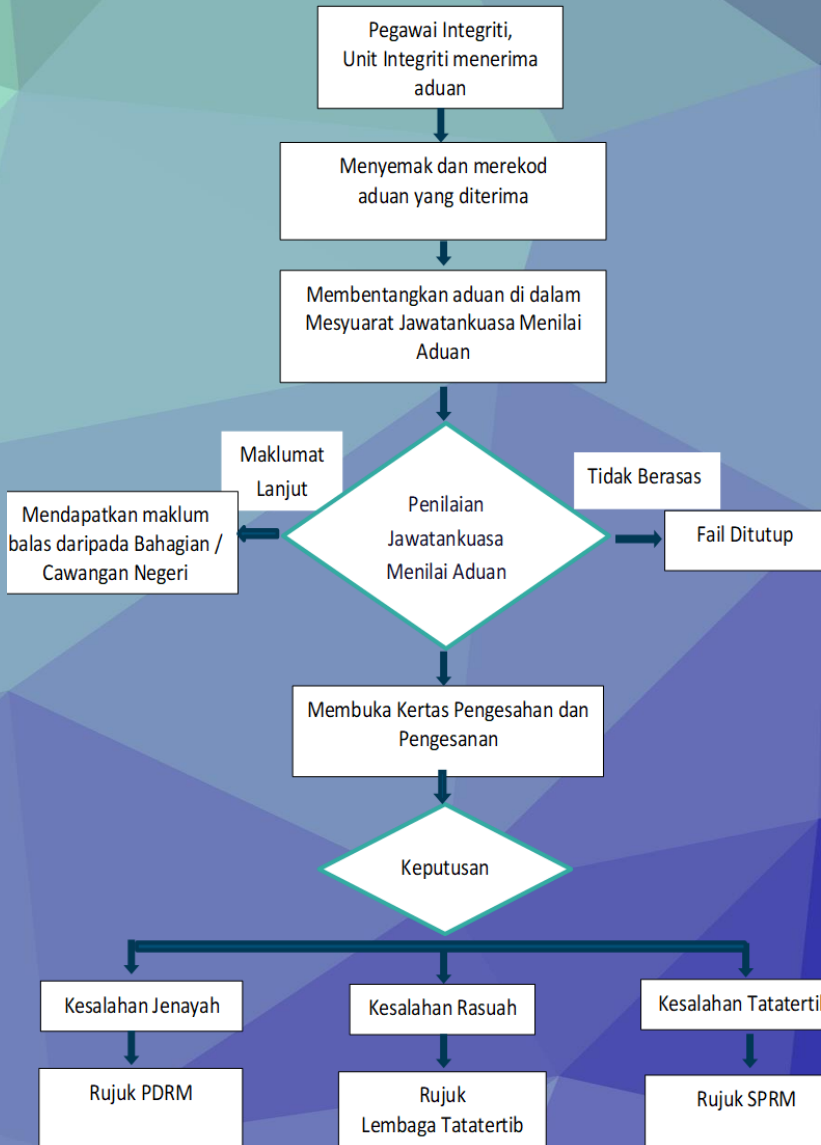 Pegawai Integriti,
Unit Integriti menerima
aduan
Menyemak dan merekod
aduan yang diterima
Membentangkan aduan di dalam
Mesyuarat Jawatankuasa Menilai
Aduan
Maklumat
Lanjut
Tidak Berasas
Mendapatkan maklum
balas daripada Bahagian /
Cawangan Negeri
Penilaian
Jawatankuasa
Menilai Aduan
Fail Ditutup
Membuka Kertas Pengesahan dan
Pengesanan
Keputusan
Kesalahan Jenayah
Kesalahan Rasuah
Kesalahan Tatatertib
Rujuk PDRM
Rujuk
Lembaga Tatatertib
Rujuk SPRM